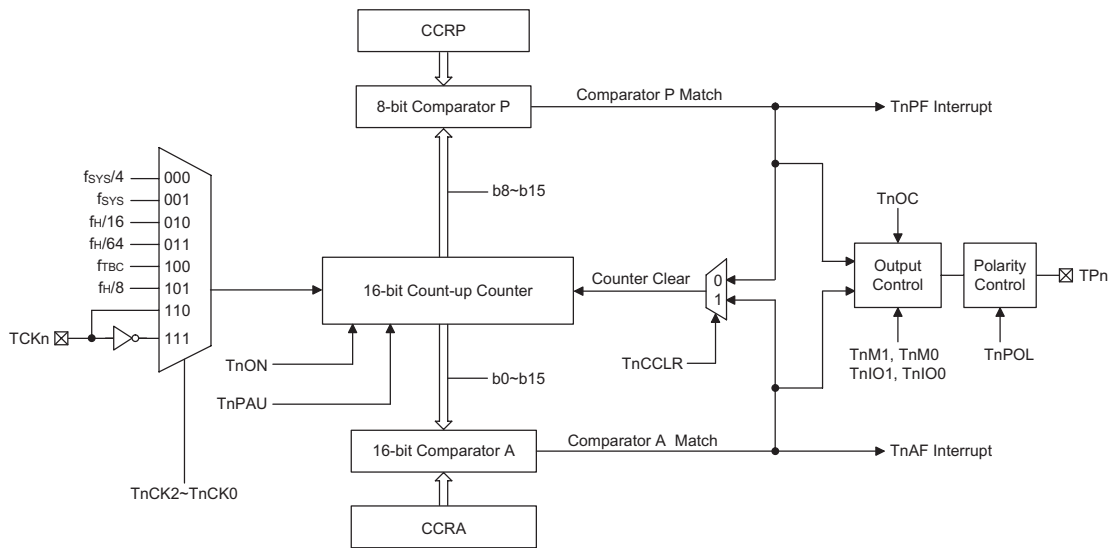 CCRP
8-bit Comparator P
Comparator P Match
TnPF Interrupt
b8~b15
fSYS/4
000
fSYS
001
fH/16
010
fH/64
011
fTBC
100
fH/8
101
110
TCKn
111
TnCK2~TnCK0
16-bit Count-up Counter
TnON
TnPAU
Counter Clear
0
1
TnCCLR
TnOC
Output
Control
TnM1, TnM0
TnIO1, TnIO0
Polarity
Control
TnPOL
TPn
b0~b15
16-bit Comparator A
Comparator A Match
TnAF Interrupt
CCRA